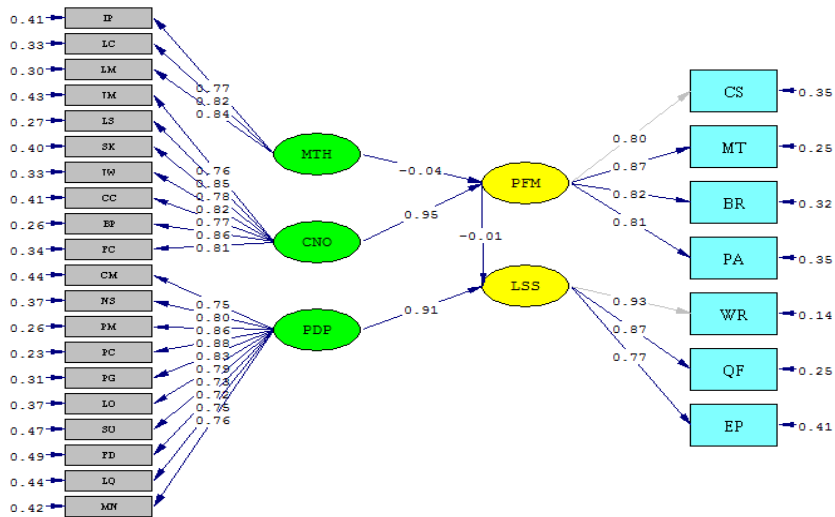 0.41 IP
0.33 LC
0.30 LM
0.43 IM
0.27 LS
0.40 SK
0.33 IW
0.41 CC
0.26 BP
0.34 FC
0.44 CM
0.37 NS
0.26 PM
0.23 PC
0.31 PG
0.37 LO
0.47 SU
0.49 FD
0.44 LQ
0.42 MN
0.77
0.82
0.84
0.76
0.85
0.78
0.82
0.77
0.86
0.81
0.75
0.80
0.86
0.88
0.83
0.79
0.73
0.72
0.75
0.76
MTH
CNO
PDP
-0.04
0.95
-0.01
0.91
PFM
LSS
0.80
0.87
0.82
0.81
0.93
0.87
0.77
CS 0.35
MT 0.25
BR 0.32
PA 0.35
WR 0.14
QF 0.25
EP 0.41